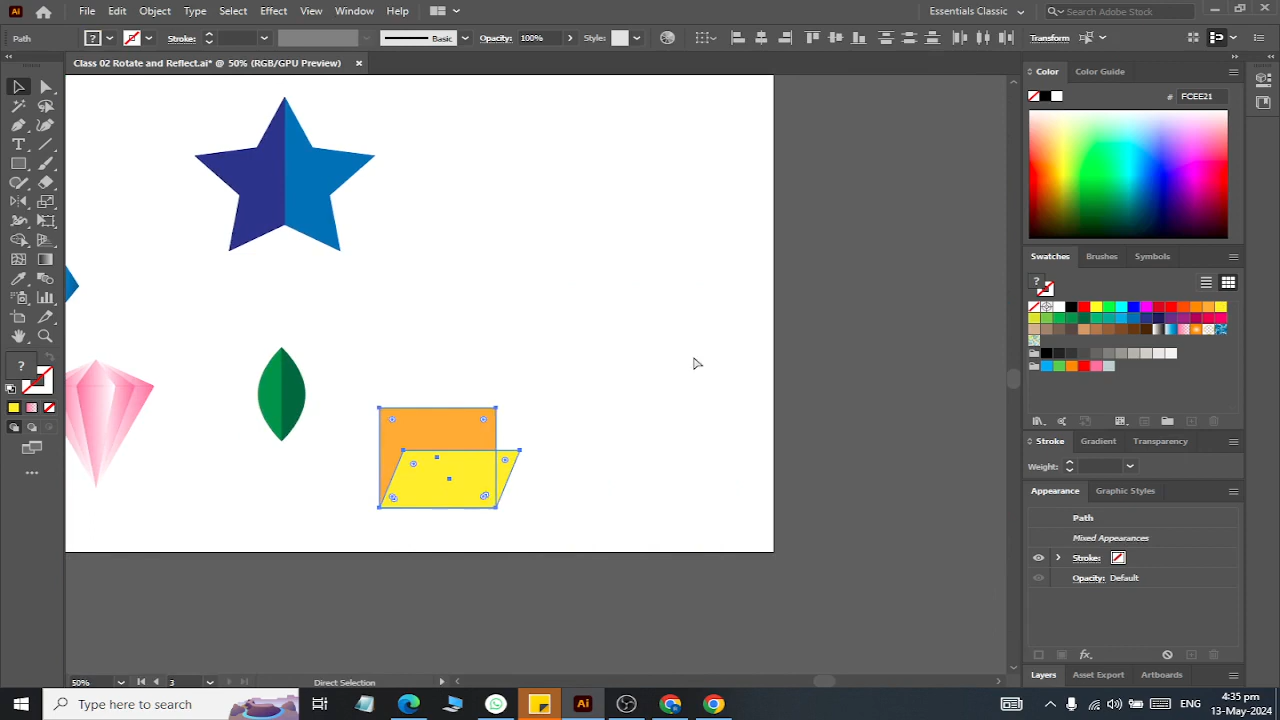 Ai File Edit Object Type Select Effect View Window Help Essentials Classic Search Adobe Stock
Path ? Stroke: Basic Opacity: 100% Style: Transform
Class 02 Rotate and Reflect.ai* @ 50% (RGB/GPU Preview)
Color Color Guide
# FCEE21
Swatches Brushes Symbols
?
?
Stroke Gradient Transparency
Weight:
Appearance Graphic Styles
Path
Mixed Appearances
Stroke:
Opacity: Default
fx
Layers Asset Export Artboards
50% 3 Direct Selection
Type here to search
Ai
4:35 pm
13-May-2024